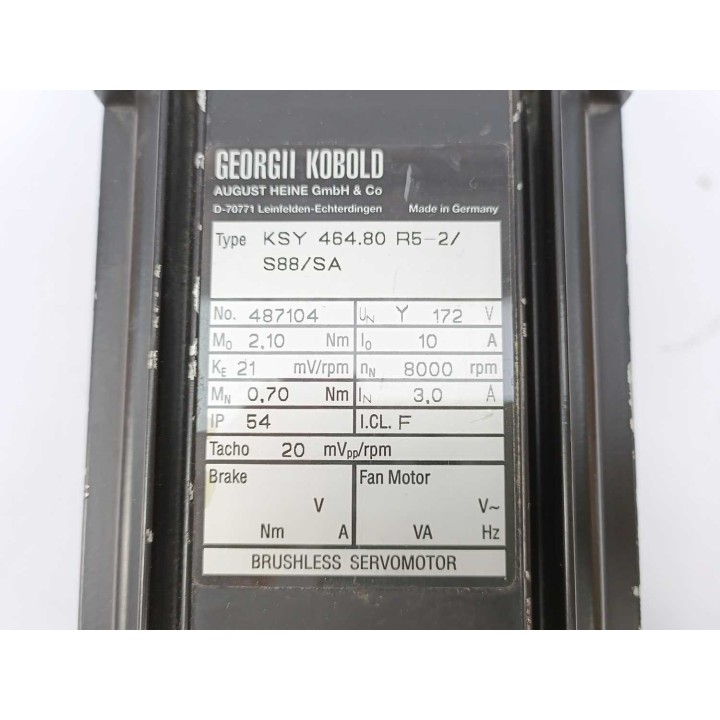 GEORGII KOBOLD
AUGUST HEINE GmbH & Co
D-70771 Leinfelden-Echterdingen Made in Germany
Type KSY 464.80 R5-2/
S88/SA
No. 487104 UN Y 172 V
M0 2,10 Nm I0 10 A
KE 21 mV/rpm nN 8000 rpm
MN 0,70 Nm IN 3,0 A
IP 54 I.CL. F
Tacho 20 mVpp/rpm
Brake Fan Motor
V V~
Nm A VA Hz
BRUSHLESS SERVOMOTOR